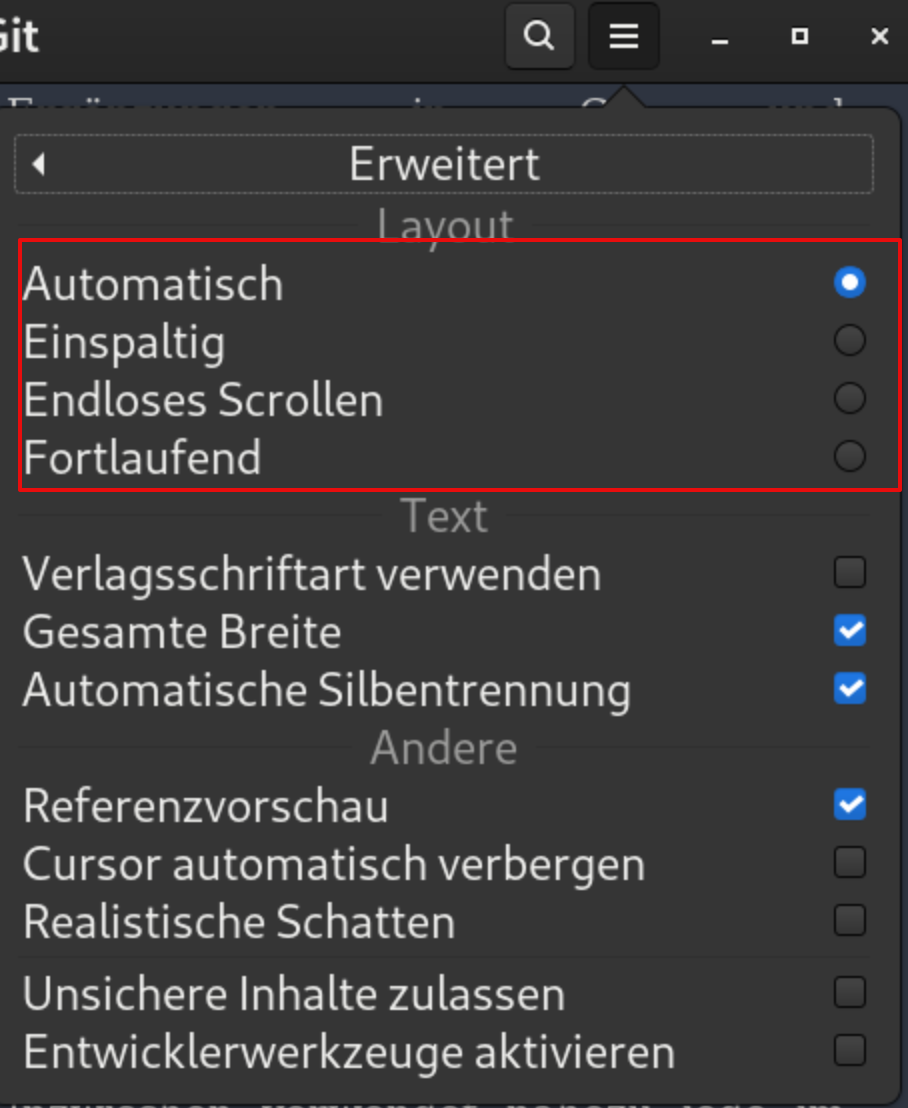 Git
Erweitert
Layout
Automatisch
Einspaltig
Endloses Scrollen
Fortlaufend
Text
Verlagsschriftart verwenden
Gesamte Breite
Automatische Silbentrennung
Andere
Referenzvorschau
Cursor automatisch verbergen
Realistische Schatten
Unsichere Inhalte zulassen
Entwicklerwerkzeuge aktivieren